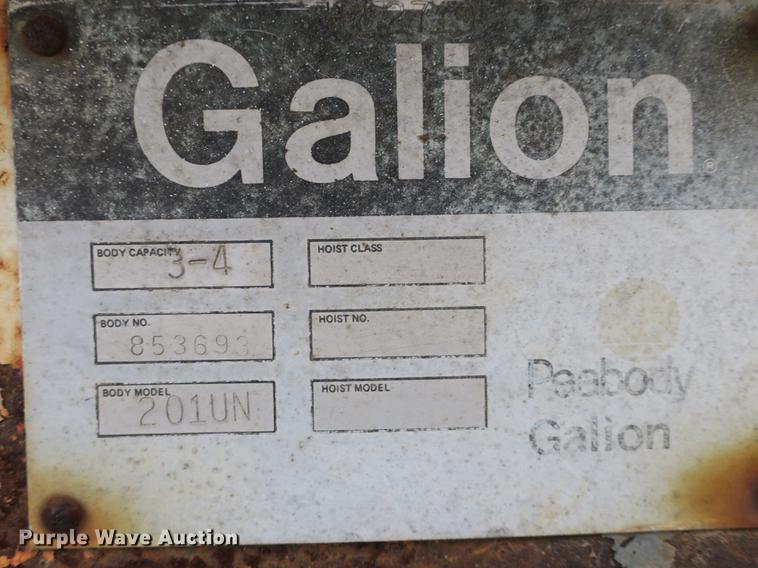 Galion
©
BODY CAPACITY 3-4
HOIST CLASS
BODY NO. 853693
HOIST NO.
BODY MODEL 201UN
HOIST MODEL
Peabody
Galion
Purple Wave Auction